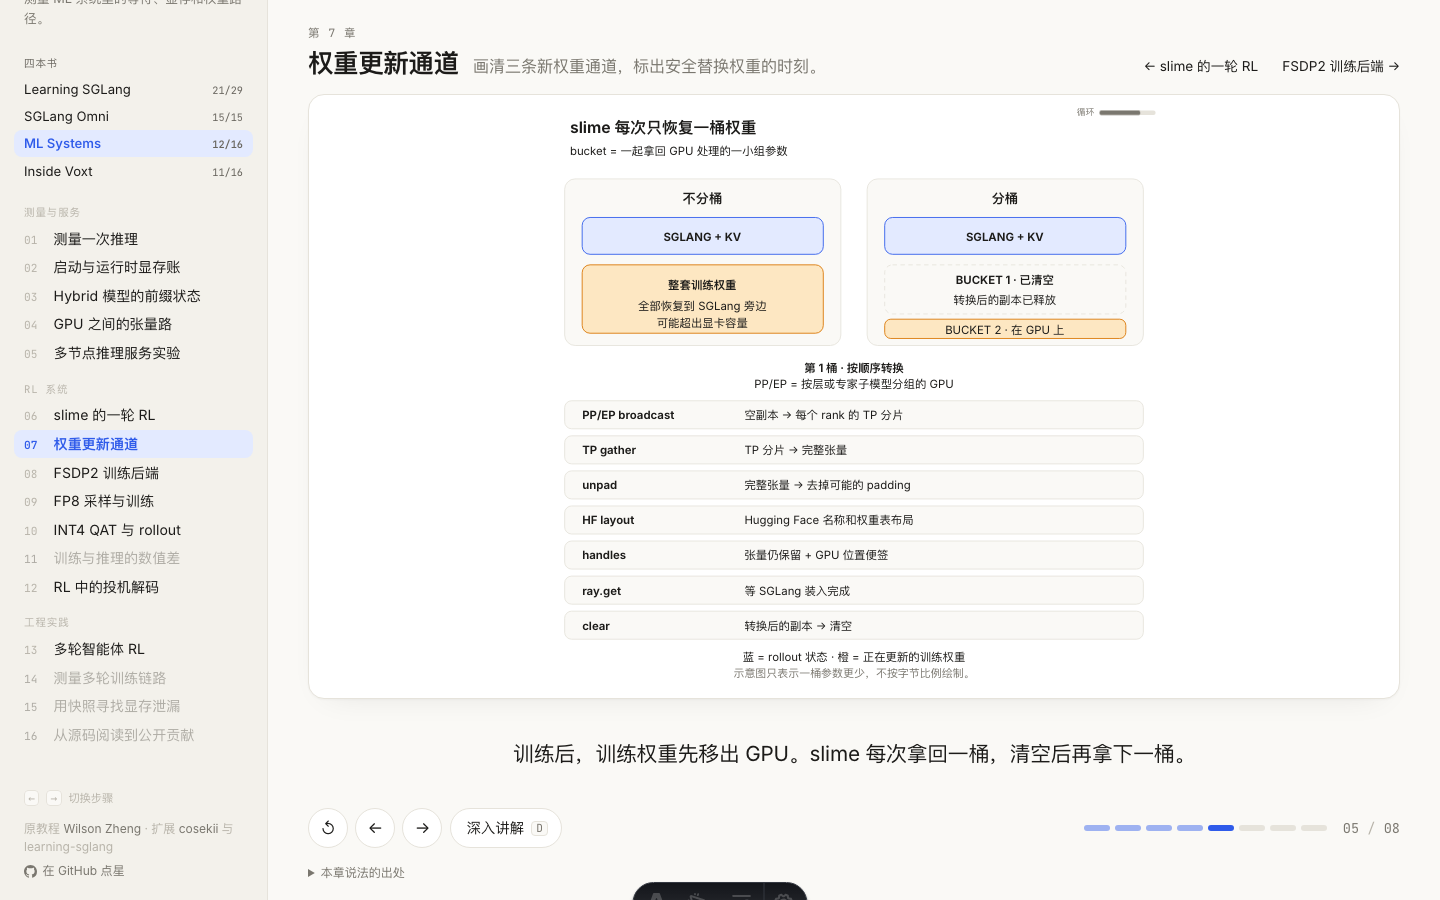 测量 ML 系统里的等待、显存和权重路
径。
四本书
Learning SGLang 21/29
SGLang Omni 15/15
ML Systems 12/16
Inside Voxt 11/16
测量与服务
01 测量一次推理
02 启动与运行时显存账
03 Hybrid 模型的前缀状态
04 GPU 之间的张量路
05 多节点推理服务实验
RL 系统
06 slime 的一轮 RL
07 权重更新通道
08 FSDP2 训练后端
09 FP8 采样与训练
10 INT4 QAT 与 rollout
11 训练与推理的数值差
12 RL 中的投机解码
工程实践
13 多轮智能体 RL
14 测量多轮训练链路
15 用快照寻找显存泄漏
16 从源码阅读到公开贡献
← → 切换步骤
原教程 Wilson Zheng · 扩展 cosekii 与
learning-sglang
在 GitHub 点星
第 7 章
权重更新通道 画清三条新权重通道，标出安全替换权重的时刻。
← slime 的一轮 RL FSDP2 训练后端 →
循环
slime 每次只恢复一桶权重
bucket = 一起拿回 GPU 处理的一小组参数
不分桶
SGLANG + KV
整套训练权重
全部恢复到 SGLang 旁边
可能超出显卡容量
分桶
SGLANG + KV
BUCKET 1 · 已清空
转换后的副本已释放
BUCKET 2 · 在 GPU 上
第 1 桶 · 按顺序转换
PP/EP = 按层或专家子模型分组的 GPU
PP/EP broadcast 空副本 → 每个 rank 的 TP 分片
TP gather TP 分片 → 完整张量
unpad 完整张量 → 去掉可能的 padding
HF layout Hugging Face 名称和权重表布局
handles 张量仍保留 + GPU 位置便签
ray.get 等 SGLang 装入完成
clear 转换后的副本 → 清空
蓝 = rollout 状态 · 橙 = 正在更新的训练权重
示意图只表示一桶参数更少，不按字节比例绘制。
训练后，训练权重先移出 GPU。slime 每次拿回一桶，清空后再拿下一桶。
← → 深入讲解 D
05 / 08
▶ 本章说法的出处